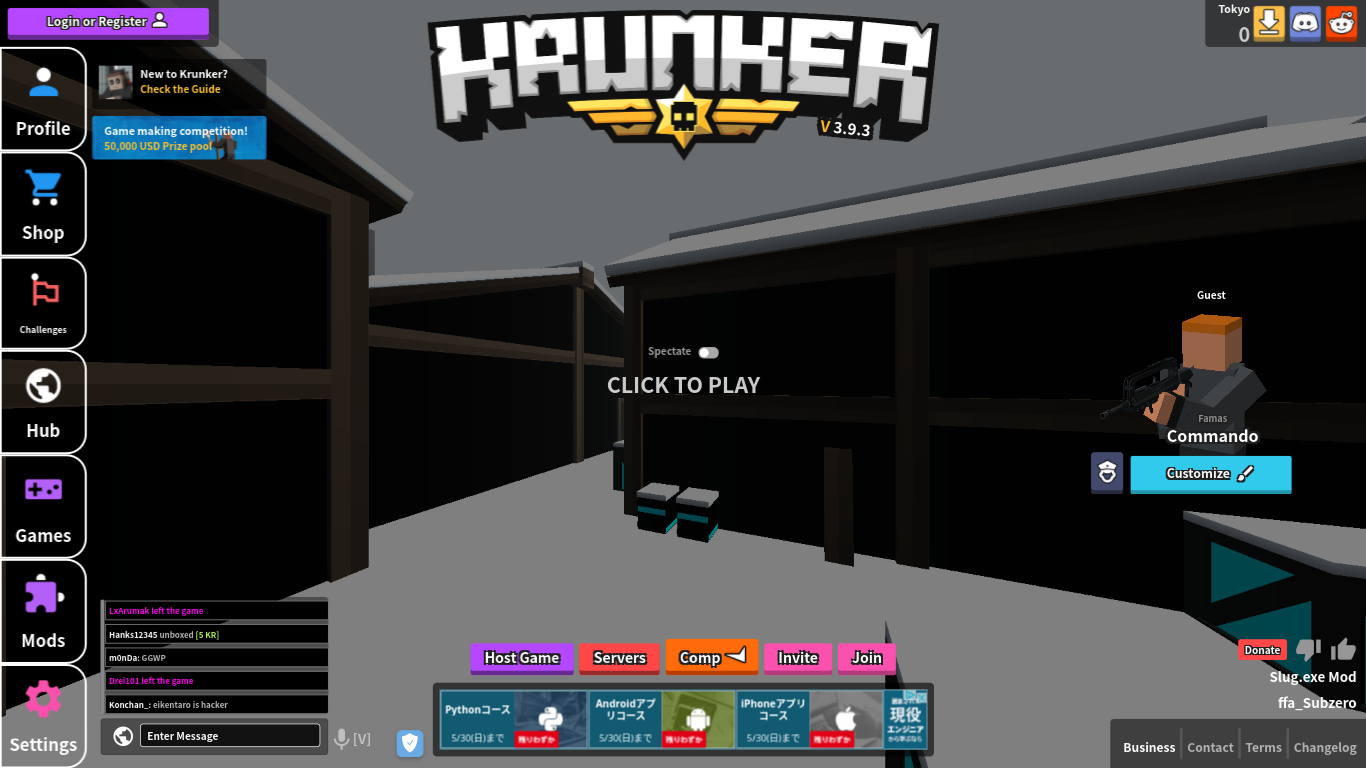 Login or Register
KRUNKER
V 3.9.3
Tokyo
0
New to Krunker?
Check the Guide
Game making competition!
50,000 USD Prize pool
Profile
Shop
Challenges
Hub
Games
Mods
Settings
Spectate
CLICK TO PLAY
Guest
Famas
Commando
Customize
LxArumak left the game
Hanks12345 unboxed [5 KR]
m0nDa: GGWP
Drei101 left the game
Konchan_: eikentaro is hacker
Enter Message
[V]
Host Game
Servers
Comp
Invite
Join
Pythonコース
5/30(日)まで
残りわずか
Androidアプ
リコース
5/30(日)まで
残りわずか
iPhoneアプリ
コース
5/30(日)まで
残りわずか
現役
エンジニア
から学ぶなら
Donate
Slug.exe Mod
ffa_Subzero
Business
Contact
Terms
Changelog